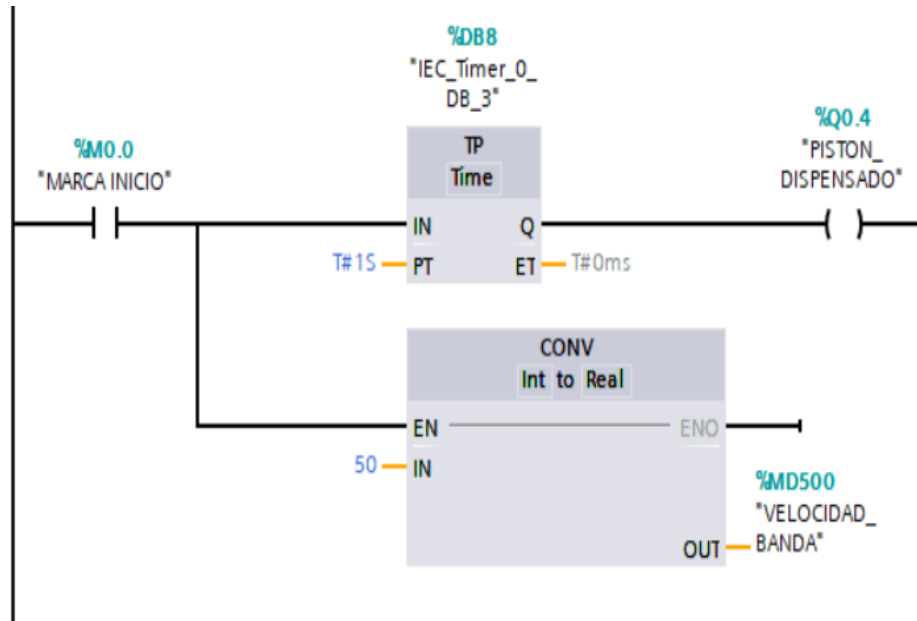 %DB8
"IEC_Timer_0_
DB_3"
%M0.0
"MARCA INICIO"
TP
Time
%Q0.4
"PISTON_
DISPENSADO"
IN
Q
T#1S
PT
ET
T#0ms
CONV
Int to Real
EN
ENO
50
IN
%MD500
"VELOCIDAD_
BANDA"
OUT